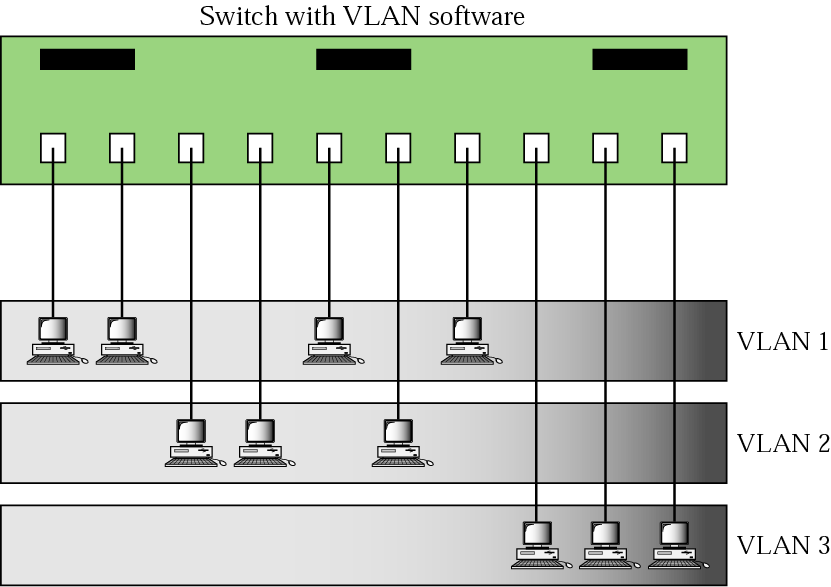 Switch with VLAN software
VLAN 1
VLAN 2
VLAN 3